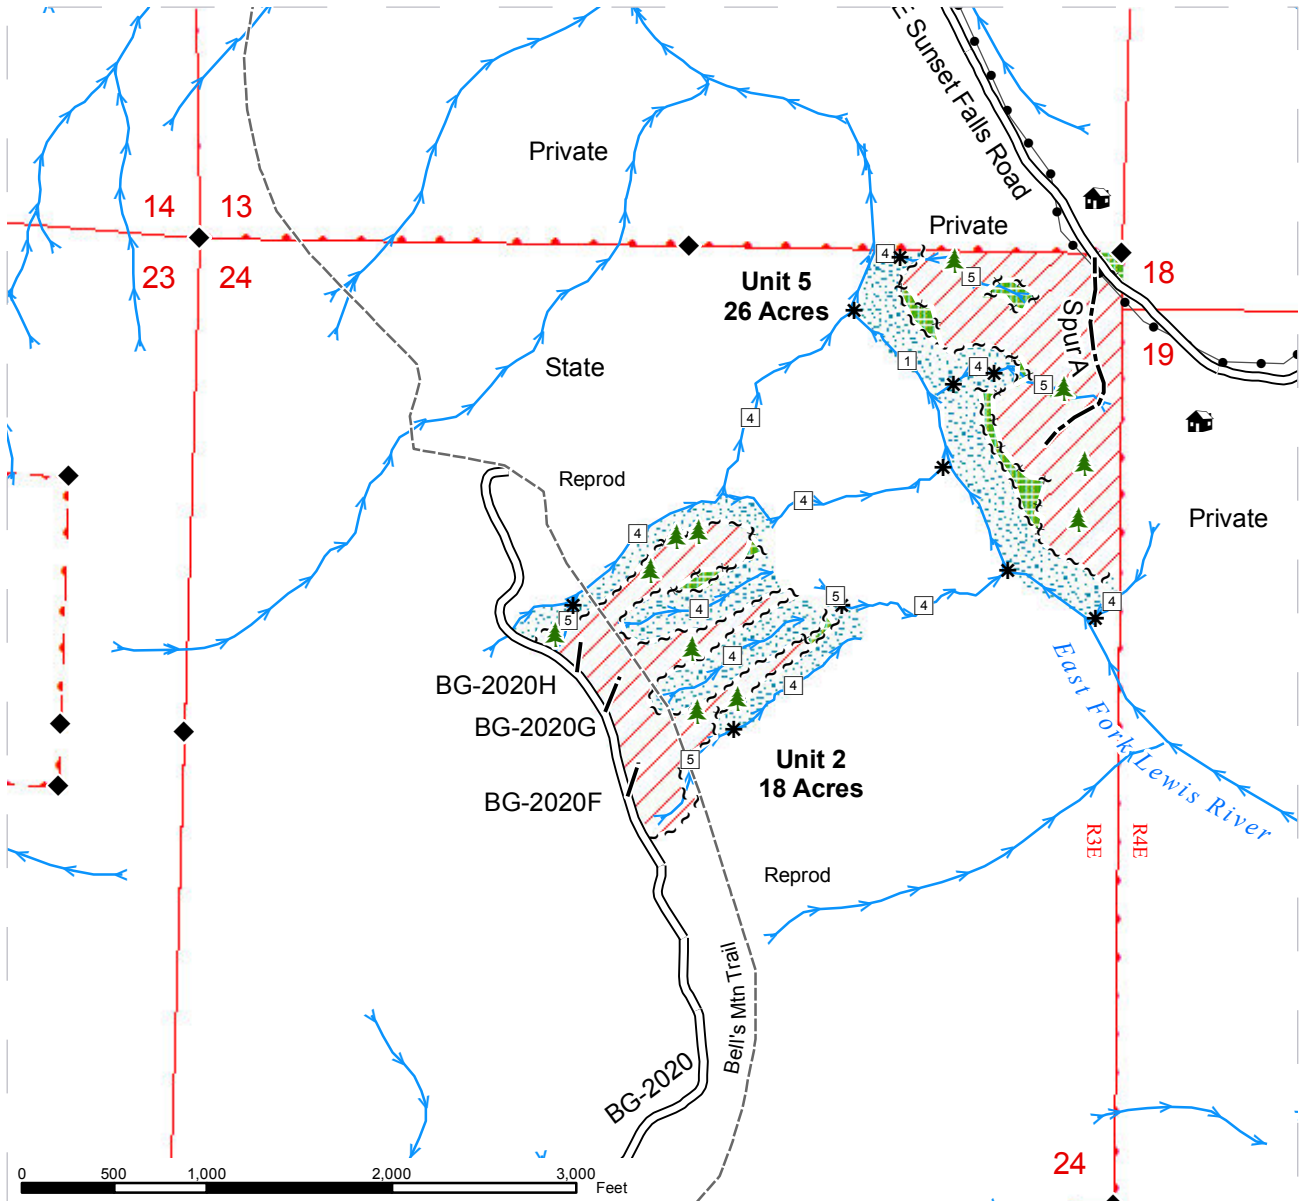 E Sunset Falls Road
Private
14
13
Private
23
24
Unit 5
26 Acres
18
4
5
Spur A
19
1
4
5
State
4
Reprod
4
4
Private
5
4
4
4
5
4
4
4
BG-2020H
BG-2020G
East Fork Lewis River
5
Unit 2
18 Acres
BG-2020F
R3E
R4E
Reprod
Bell's Mtn Trail
BG-2020
24
0
500
1,000
2,000
3,000
Feet